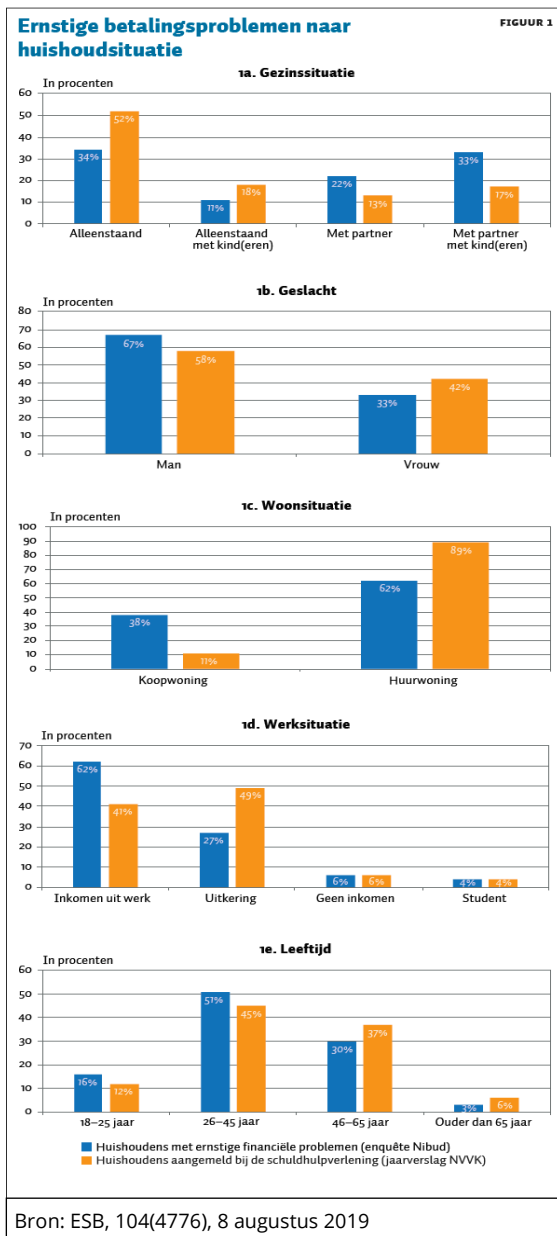 Ernstige betalingsproblemen naar
huishoudsituatie
FIGUUR 1
1a. Gezinssituatie
In procenten
60
50
40
30
20
10
0
34%
52%
11%
18%
22%
13%
33%
17%
Alleenstaand
Alleenstaand
met kind(eren)
Met partner
Met partner
met kind(eren)
1b. Geslacht
In procenten
80
70
60
50
40
30
20
10
0
67%
58%
33%
42%
Man
Vrouw
1c. Woonsituatie
In procenten
100
90
80
70
60
50
40
30
20
10
0
38%
11%
62%
89%
Koopwoning
Huurwoning
1d. Werksituatie
In procenten
70
60
50
40
30
20
10
0
62%
41%
27%
49%
6%
6%
4%
4%
Inkomen uit werk
Uitkering
Geen inkomen
Student
1e. Leeftijd
In procenten
60
50
40
30
20
10
0
16%
12%
51%
45%
30%
37%
3%
6%
18–25 jaar
26–45 jaar
46–65 jaar
Ouder dan 65 jaar
Huishoudens met ernstige financiële problemen (enquête Nibud)
Huishoudens aangemeld bij de schuldhulpverlening (jaarverslag NVVK)
Bron: ESB, 104(4776), 8 augustus 2019